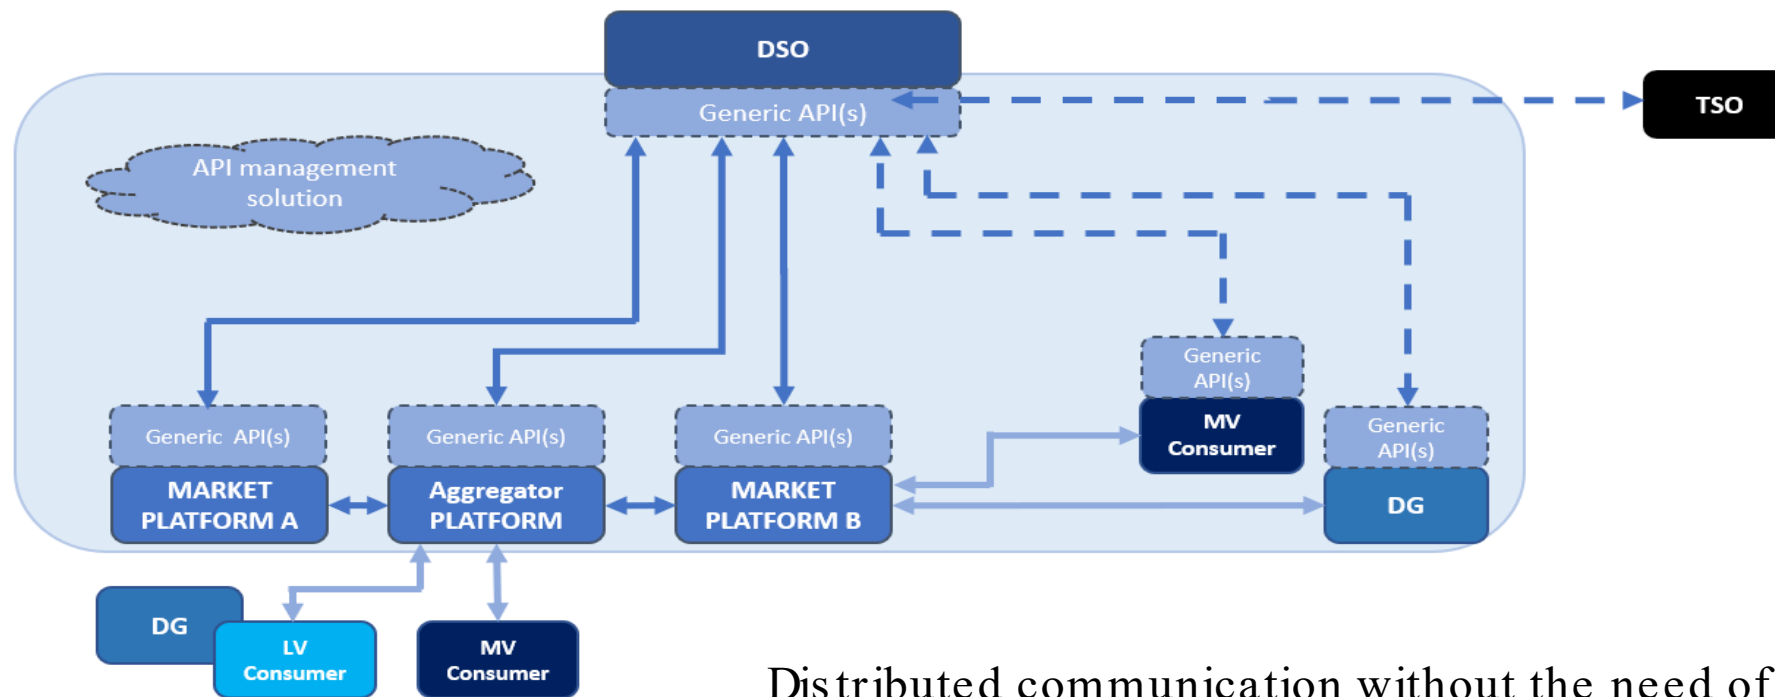 DSO
Generic API(s)
TSO
API management
solution
Generic
API(s)
MV
Consumer
Generic API(s)
MARKET
PLATFORM A
Generic API(s)
Aggregator
PLATFORM
Generic API(s)
MARKET
PLATFORM B
Generic
API(s)
DG
DG
LV
Consumer
MV
Consumer
Distributed communication without the need of